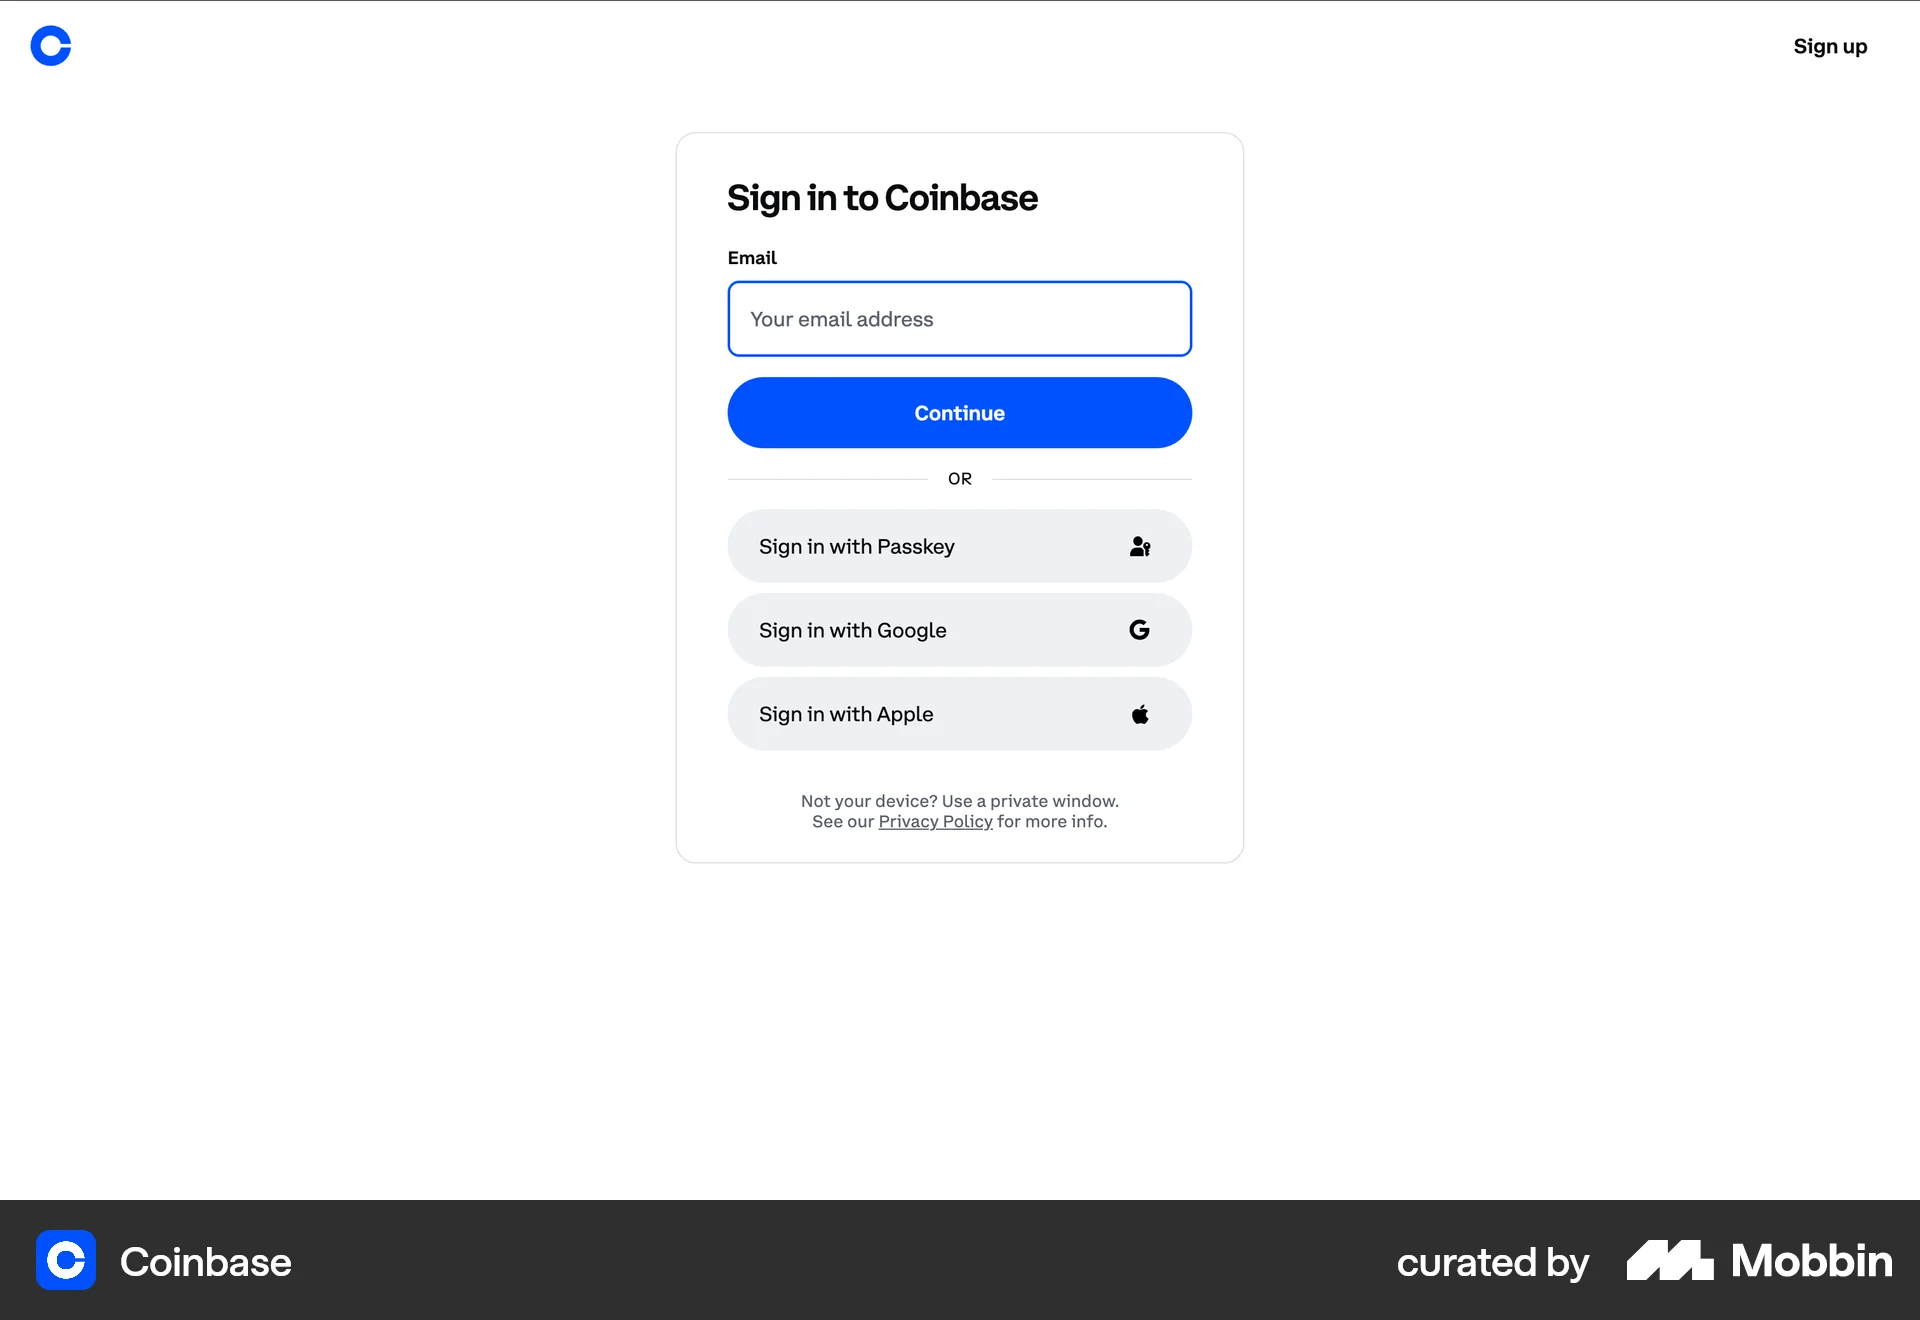 Sign up
Sign in to Coinbase
Email
Your email address
Continue
OR
Sign in with Passkey
Sign in with Google
Sign in with Apple
Not your device? Use a private window.
See our Privacy Policy for more info.
Coinbase
curated by Mobbin